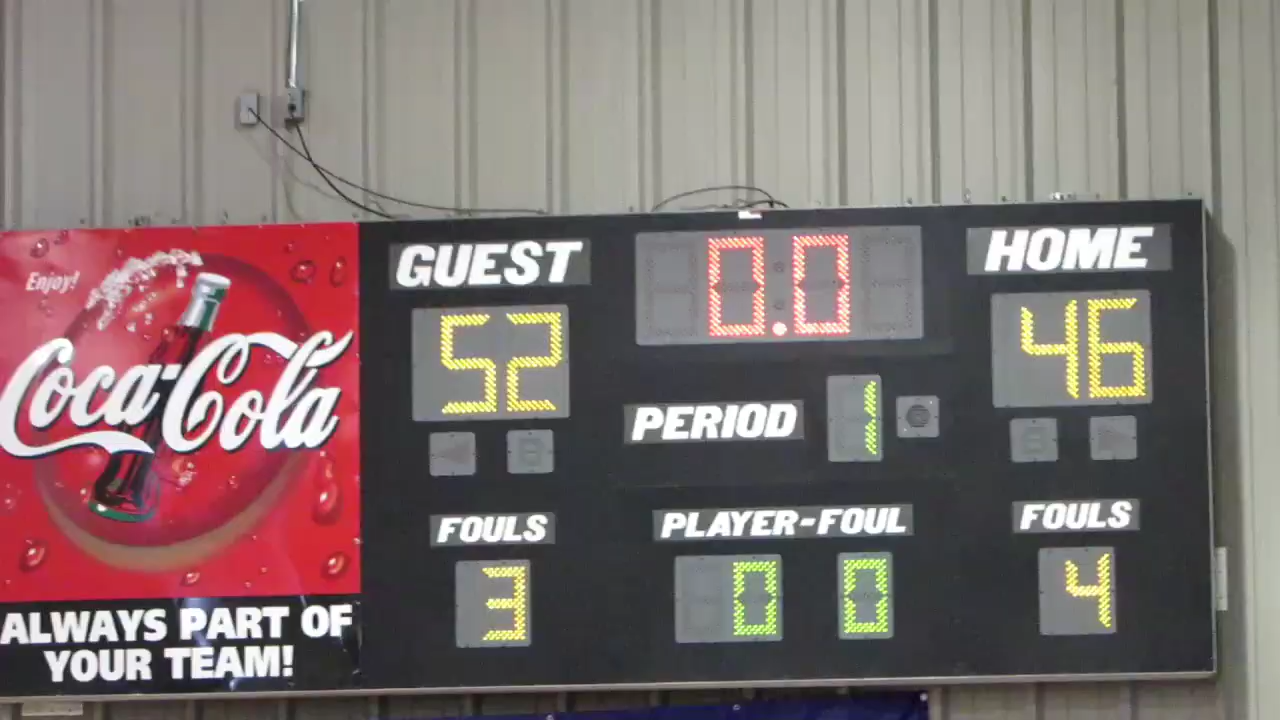 Enjoy!
Coca-Cola
ALWAYS PART OF
YOUR TEAM!
GUEST
0.0
HOME
52
46
PERIOD 1
FOULS
PLAYER-FOUL
FOULS
3
0 0
4